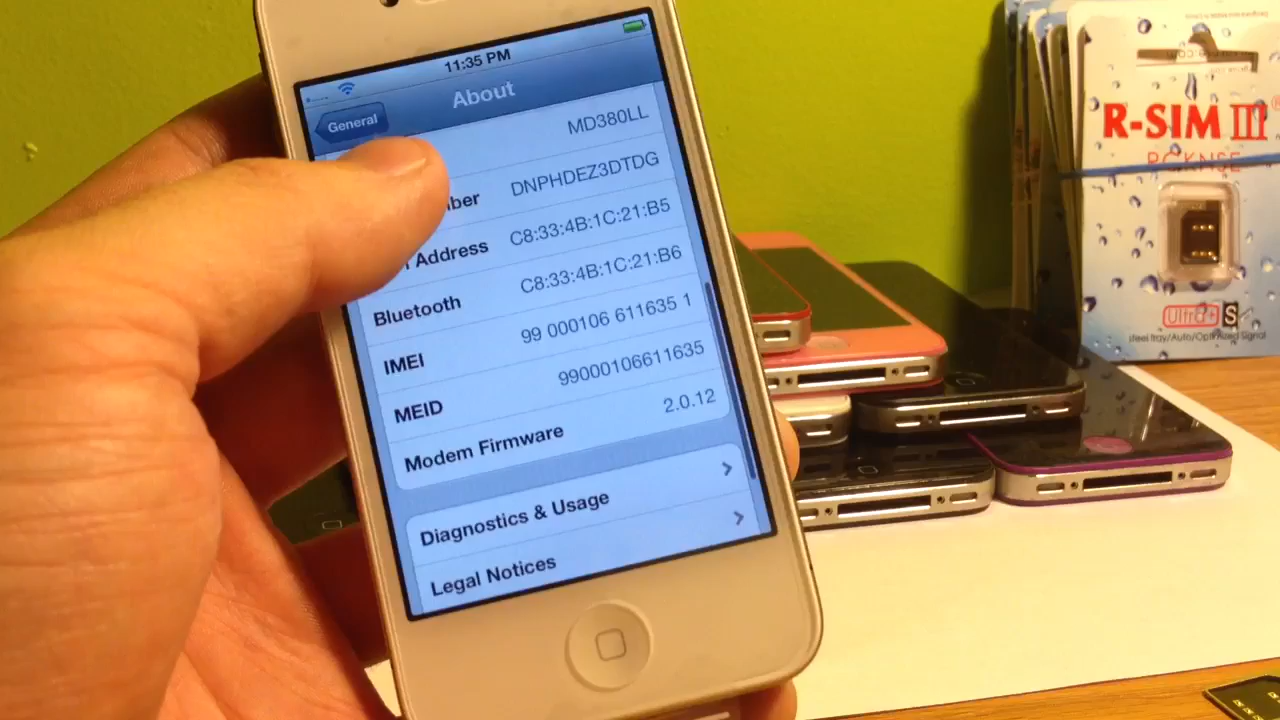 11:35 PM
General
About
MD380LL
ber DNPHDEZ3DTDG
Address C8:33:4B:1C:21:B5
Bluetooth C8:33:4B:1C:21:B6
IMEI 99 000106 611635 1
MEID 99000106611635
Modem Firmware 2.0.12
Diagnostics & Usage
Legal Notices
R-SIM III
Ultra+ S